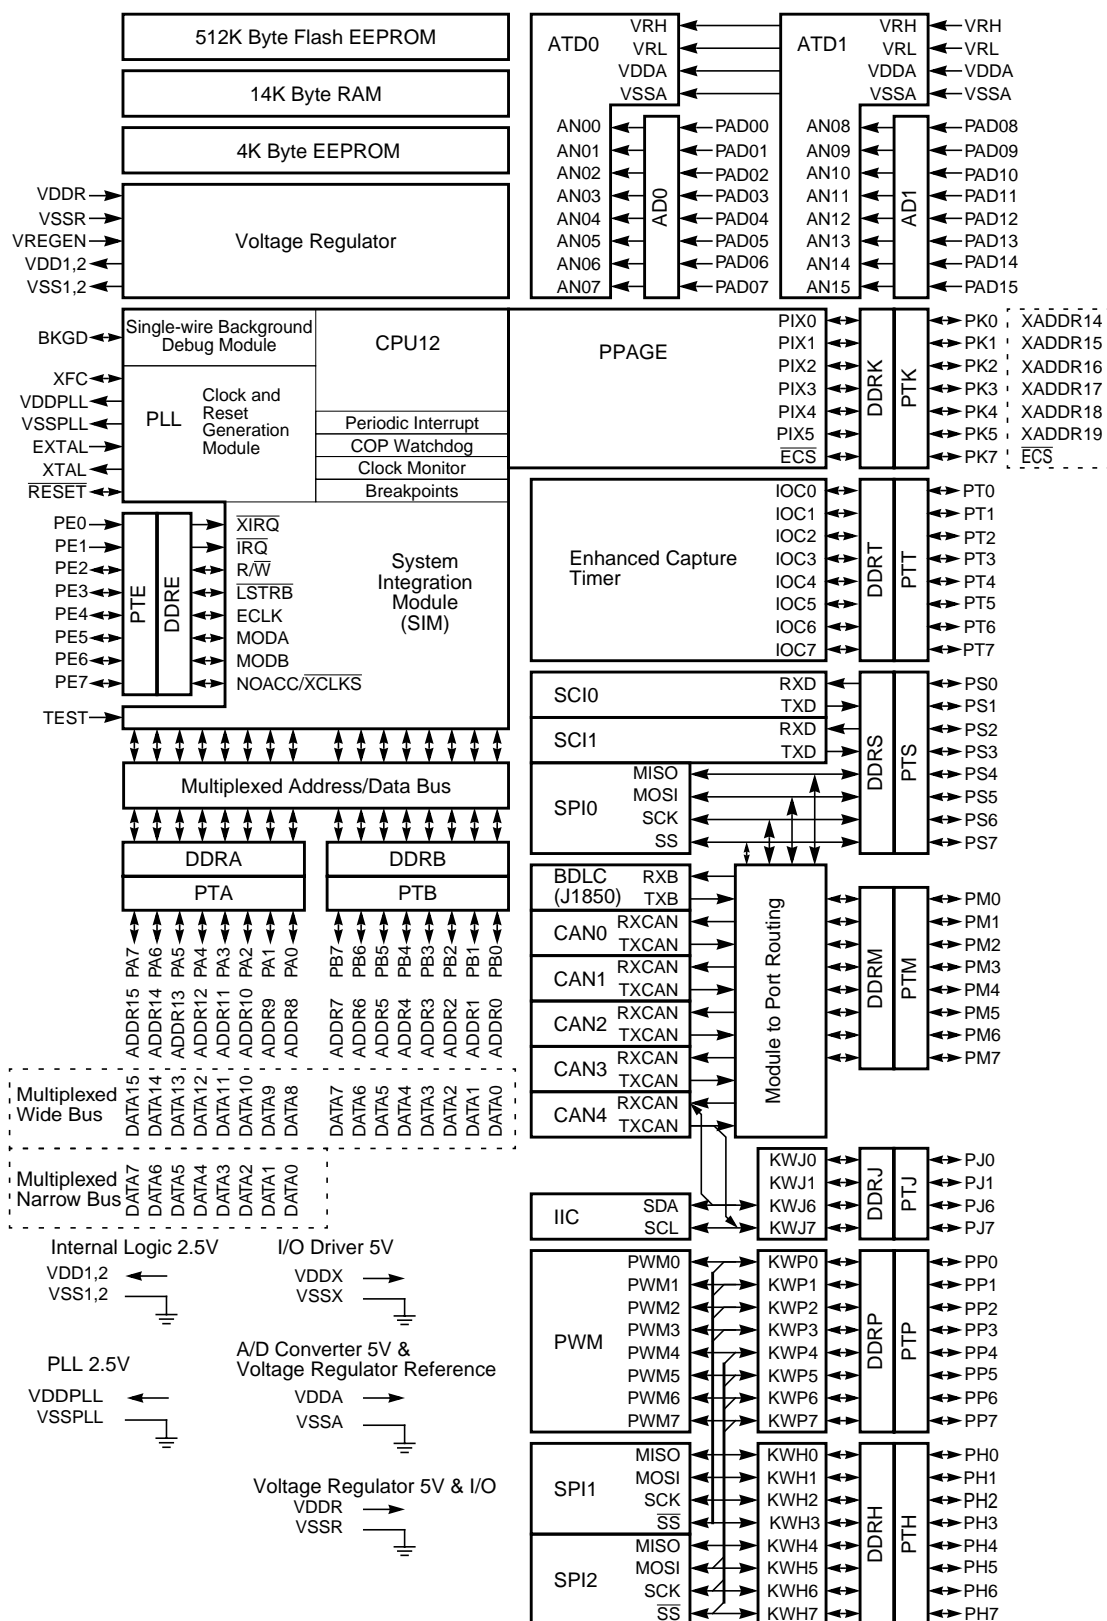 512K Byte Flash EEPROM
14K Byte RAM
4K Byte EEPROM
VDDR
VSSR
VREGEN
VDD1,2
VSS1,2
Voltage Regulator
ATD0
VRH
VRL
VDDA
VSSA
AN00
AN01
AN02
AN03
AN04
AN05
AN06
AN07
AD0
PAD00
PAD01
PAD02
PAD03
PAD04
PAD05
PAD06
PAD07
ATD1
VRH
VRL
VDDA
VSSA
VRH
VRL
VDDA
VSSA
AN08
AN09
AN10
AN11
AN12
AN13
AN14
AN15
AD1
PAD08
PAD09
PAD10
PAD11
PAD12
PAD13
PAD14
PAD15
BKGD
XFC
VDDPLL
VSSPLL
EXTAL
XTAL
RESET
Single-wire Background
Debug Module
CPU12
PLL
Clock and
Reset
Generation
Module
Periodic Interrupt
COP Watchdog
Clock Monitor
Breakpoints
PPAGE
PIX0
PIX1
PIX2
PIX3
PIX4
PIX5
ECS
DDRK
PTK
PK0
PK1
PK2
PK3
PK4
PK5
PK7
XADDR14
XADDR15
XADDR16
XADDR17
XADDR18
XADDR19
ECS
PE0
PE1
PE2
PE3
PE4
PE5
PE6
PE7
TEST
PTE
DDRE
XIRQ
IRQ
R/W
LSTRB
ECLK
MODA
MODB
NOACC/XCLKS
System
Integration
Module
(SIM)
Enhanced Capture
Timer
IOC0
IOC1
IOC2
IOC3
IOC4
IOC5
IOC6
IOC7
DDRT
PTT
PT0
PT1
PT2
PT3
PT4
PT5
PT6
PT7
SCI0
RXD
TXD
SCI1
RXD
TXD
SPI0
MISO
MOSI
SCK
SS
DDRS
PTS
PS0
PS1
PS2
PS3
PS4
PS5
PS6
PS7
Multiplexed Address/Data Bus
DDRA
DDRB
PTA
PTB
PA7
PA6
PA5
PA4
PA3
PA2
PA1
PA0
PB7
PB6
PB5
PB4
PB3
PB2
PB1
PB0
ADDR15
ADDR14
ADDR13
ADDR12
ADDR11
ADDR10
ADDR9
ADDR8
ADDR7
ADDR6
ADDR5
ADDR4
ADDR3
ADDR2
ADDR1
ADDR0
Multiplexed
Wide Bus
DATA15
DATA14
DATA13
DATA12
DATA11
DATA10
DATA9
DATA8
DATA7
DATA6
DATA5
DATA4
DATA3
DATA2
DATA1
DATA0
Multiplexed
Narrow Bus
DATA7
DATA6
DATA5
DATA4
DATA3
DATA2
DATA1
DATA0
BDLC
(J1850)
RXB
TXB
CAN0
RXCAN
TXCAN
CAN1
RXCAN
TXCAN
CAN2
RXCAN
TXCAN
CAN3
RXCAN
TXCAN
CAN4
RXCAN
TXCAN
Module to Port Routing
DDRM
PTM
PM0
PM1
PM2
PM3
PM4
PM5
PM6
PM7
IIC
SDA
SCL
KWJ0
KWJ1
KWJ6
KWJ7
DDRJ
PTJ
PJ0
PJ1
PJ6
PJ7
Internal Logic 2.5V
VDD1,2
VSS1,2
I/O Driver 5V
VDDX
VSSX
PLL 2.5V
VDDPLL
VSSPLL
A/D Converter 5V &
Voltage Regulator Reference
VDDA
VSSA
Voltage Regulator 5V & I/O
VDDR
VSSR
PWM
PWM0
PWM1
PWM2
PWM3
PWM4
PWM5
PWM6
PWM7
KWP0
KWP1
KWP2
KWP3
KWP4
KWP5
KWP6
KWP7
DDRP
PTP
PP0
PP1
PP2
PP3
PP4
PP5
PP6
PP7
SPI1
MISO
MOSI
SCK
SS
SPI2
MISO
MOSI
SCK
SS
KWH0
KWH1
KWH2
KWH3
KWH4
KWH5
KWH6
KWH7
DDRH
PTH
PH0
PH1
PH2
PH3
PH4
PH5
PH6
PH7